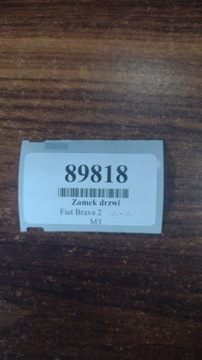 89818
Zamek drzwi
Fiat Brava 2
M3